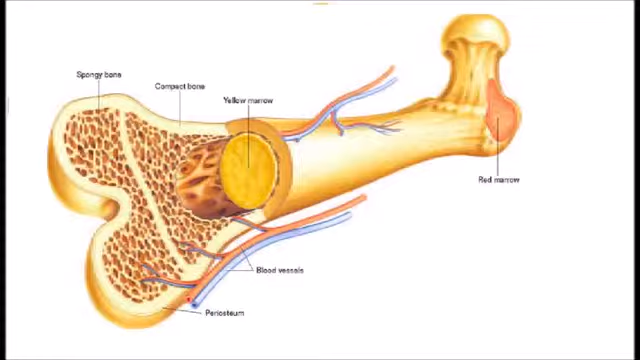 Spongy bone
Compact bone
Yellow marrow
Red marrow
Blood vessels
Periosteum